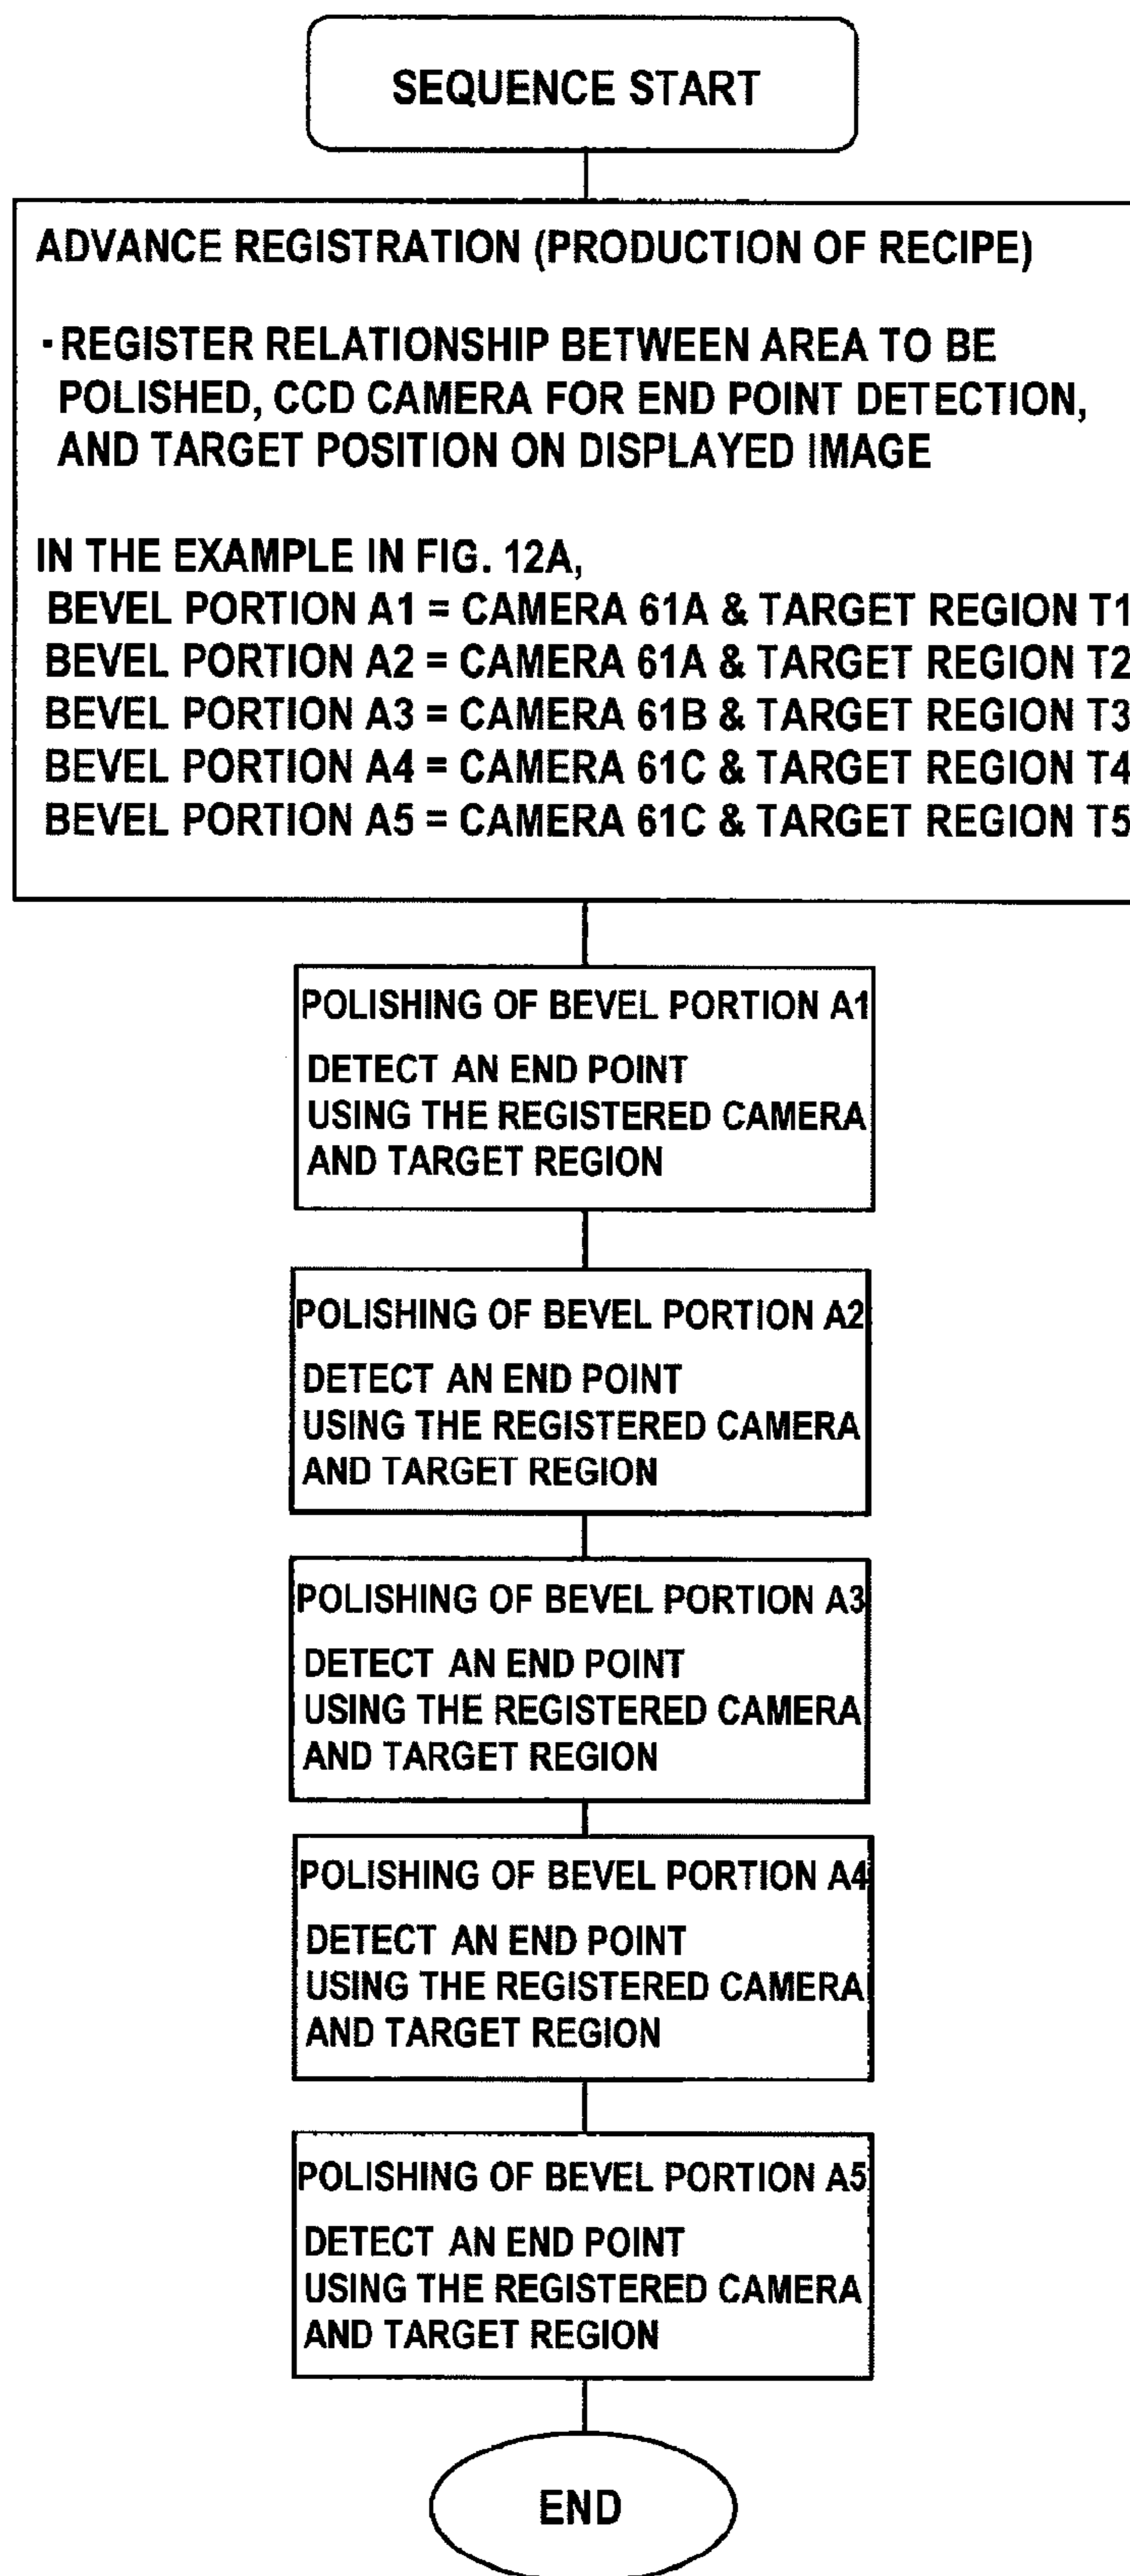 SEQUENCE START
ADVANCE REGISTRATION (PRODUCTION OF RECIPE)
· REGISTER RELATIONSHIP BETWEEN AREA TO BE
POLISHED, CCD CAMERA FOR END POINT DETECTION,
AND TARGET POSITION ON DISPLAYED IMAGE
IN THE EXAMPLE IN FIG. 12A,
BEVEL PORTION A1 = CAMERA 61A & TARGET REGION T1
BEVEL PORTION A2 = CAMERA 61A & TARGET REGION T2
BEVEL PORTION A3 = CAMERA 61B & TARGET REGION T3
BEVEL PORTION A4 = CAMERA 61C & TARGET REGION T4
BEVEL PORTION A5 = CAMERA 61C & TARGET REGION T5
POLISHING OF BEVEL PORTION A1
DETECT AN END POINT
USING THE REGISTERED CAMERA
AND TARGET REGION
POLISHING OF BEVEL PORTION A2
DETECT AN END POINT
USING THE REGISTERED CAMERA
AND TARGET REGION
POLISHING OF BEVEL PORTION A3
DETECT AN END POINT
USING THE REGISTERED CAMERA
AND TARGET REGION
POLISHING OF BEVEL PORTION A4
DETECT AN END POINT
USING THE REGISTERED CAMERA
AND TARGET REGION
POLISHING OF BEVEL PORTION A5
DETECT AN END POINT
USING THE REGISTERED CAMERA
AND TARGET REGION
END